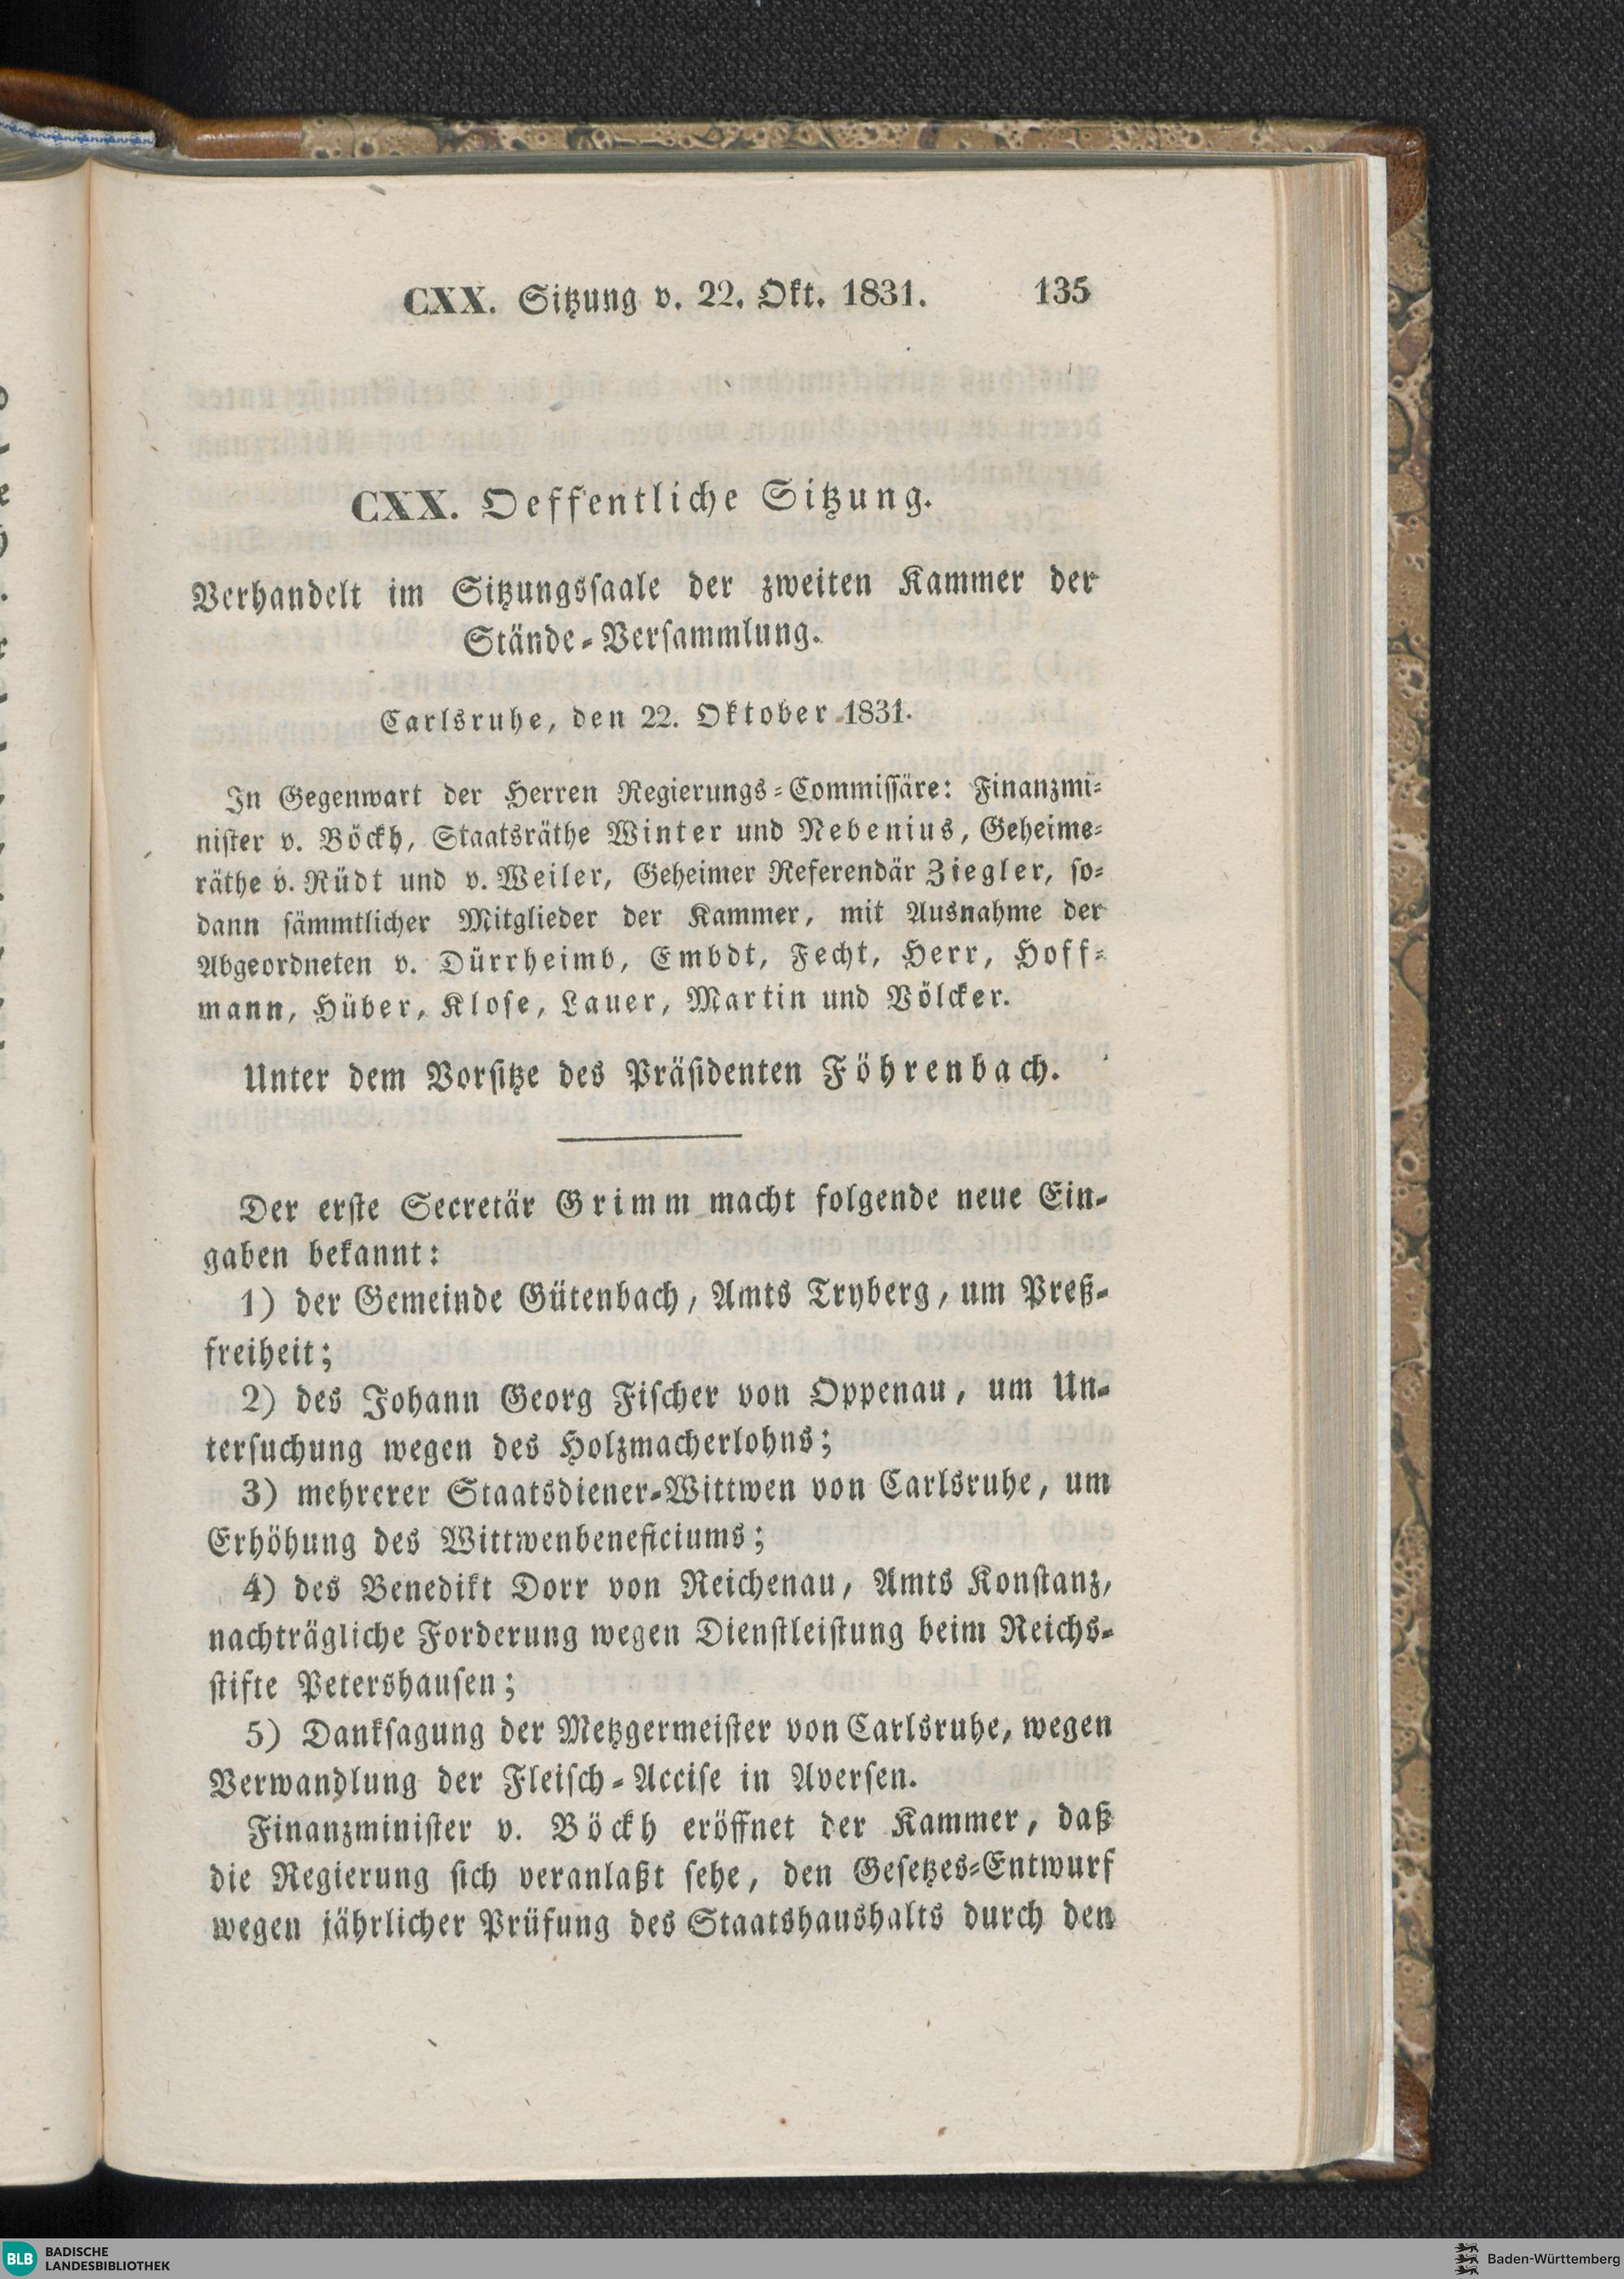 CXX. Sitzung v. 22. Okt. 1831. 135
CXX. Oeffentliche Sitzung.
Verhandelt im Sitzungssaale der zweiten Kammer der
Stände-Versammlung.
Carlsruhe, den 22. Oktober 1831.
In Gegenwart der Herren Regierungs-Commissäre: Finanzmi-
nister v. Böckh, Staatsräthe Winter und Nebenius, Geheime-
räthe v. Rüdt und v. Weiler, Geheimer Referendär Ziegler, so-
dann sämmtlicher Mitglieder der Kammer, mit Ausnahme der
Abgeordneten v. Dürrheimb, Embdt, Fecht, Herr, Hoff-
mann, Hüber, Klose, Lauer, Martin und Völcker.
Unter dem Vorsitze des Präsidenten Föhrenbach.
Der erste Secretär Grimm macht folgende neue Ein-
gaben bekannt:
1) der Gemeinde Gütenbach, Amts Tryberg, um Preß-
freiheit;
2) des Johann Georg Fischer von Oppenau, um Un-
tersuchung wegen des Holzmacherlohns;
3) mehrerer Staatsdiener-Wittwen von Carlsruhe, um
Erhöhung des Wittwenbeneficiums;
4) des Benedikt Dorr von Reichenau, Amts Konstanz,
nachträgliche Forderung wegen Dienstleistung beim Reichs-
stifte Petershausen;
5) Danksagung der Metzgermeister von Carlsruhe, wegen
Verwandlung der Fleisch-Accise in Aversen.
Finanzminister v. Böckh eröffnet der Kammer, daß
die Regierung sich veranlaßt sehe, den Gesetzes-Entwurf
wegen jährlicher Prüfung des Staatshaushalts durch den
BLB BADISCHE
LANDESBIBLIOTHEK
Baden-Württemberg